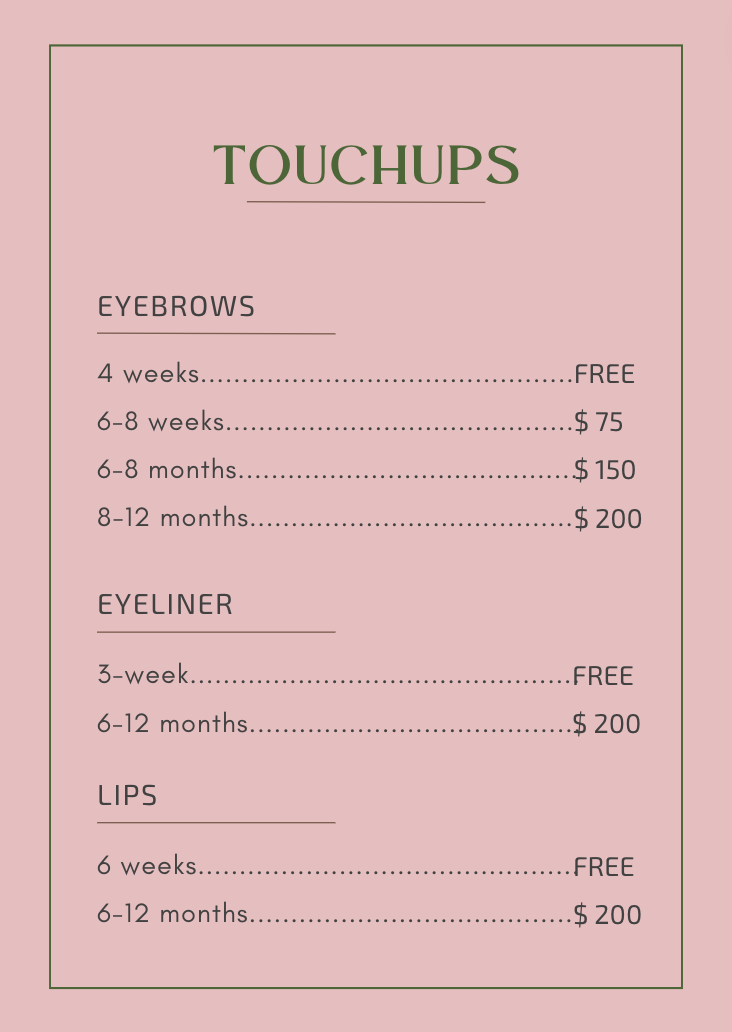 TOUCHUPS
EYEBROWS
4 weeks............................................FREE
6-8 weeks.........................................$ 75
6-8 months........................................$ 150
8-12 months......................................$ 200
EYELINER
3-week.............................................FREE
6-12 months......................................$ 200
LIPS
6 weeks.............................................FREE
6-12 months......................................$ 200